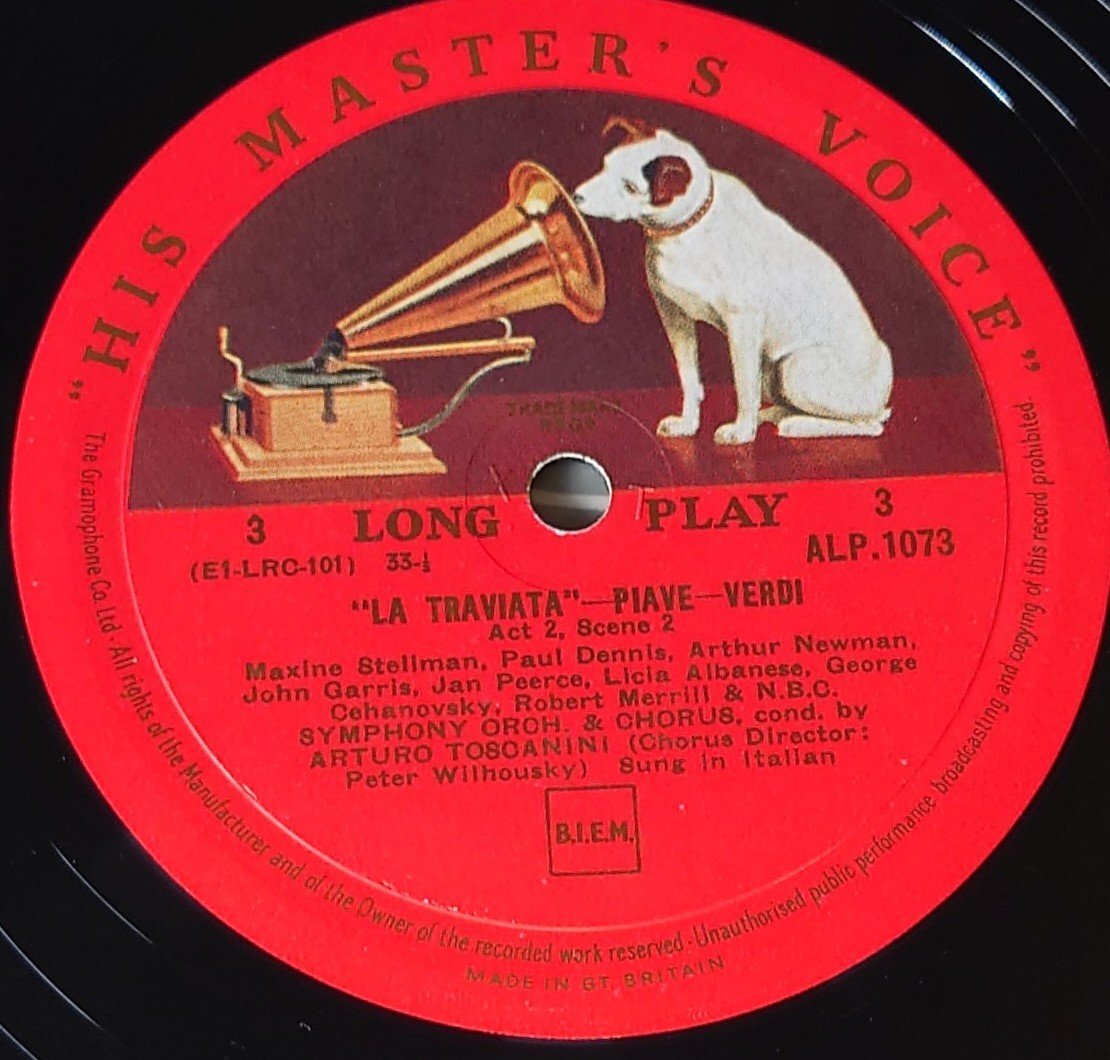 "HIS MASTER'S VOICE"
TRADE MARK
REGD
3 LONG PLAY 3
(E1-LRC-101) 33-⅓ ALP.1073
"LA TRAVIATA"—PIAVE—VERDI
Act 2, Scene 2
Maxine Stellman, Paul Dennis, Arthur Newman,
John Garris, Jan Peerce, Licia Albanese, George
Cehanovsky, Robert Merrill & N.B.C.
SYMPHONY ORCH. & CHORUS, cond. by
ARTURO TOSCANINI (Chorus Director:
Peter Wilhousky) Sung in Italian
B.I.E.M.
The Gramophone Co. Ltd · All rights of the Manufacturer and of the Owner of the recorded work reserved · Unauthorised public performance broadcasting and copying of this record prohibited.
MADE IN GT. BRITAIN